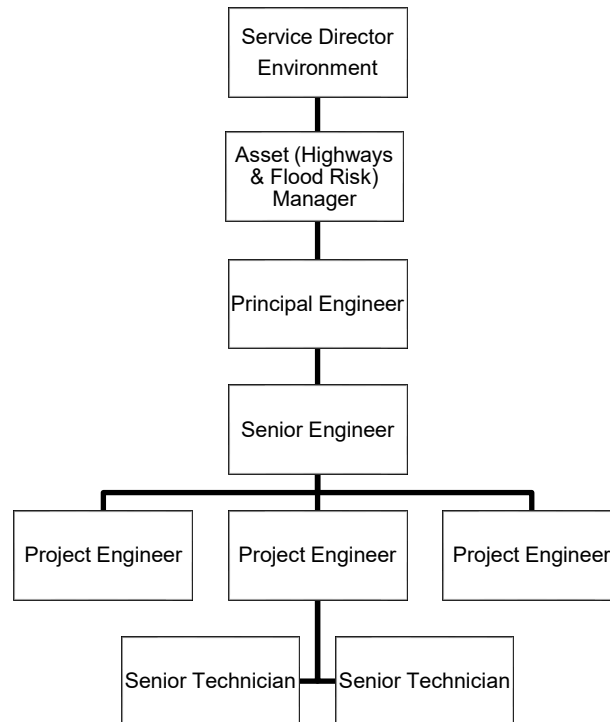 Service Director
Environment
Asset (Highways
& Flood Risk)
Manager
Principal Engineer
Senior Engineer
Project Engineer
Project Engineer
Project Engineer
Senior Technician
Senior Technician